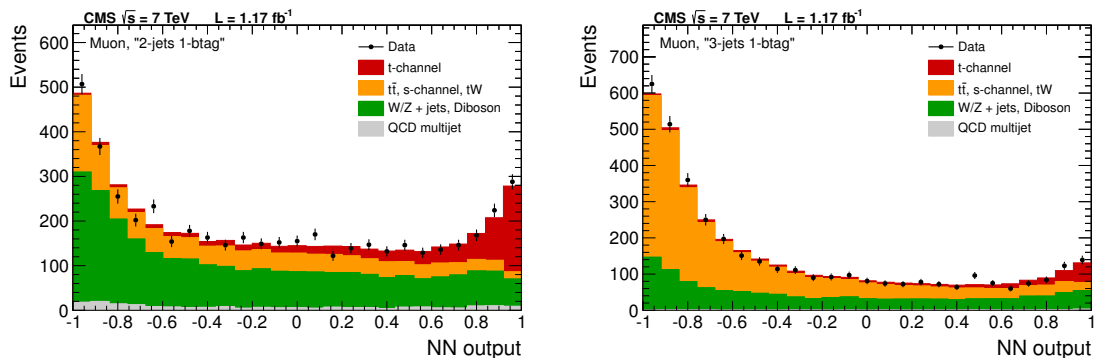 CMS √s = 7 TeV L = 1.17 fb⁻¹
Muon, "2-jets 1-btag"
Data
t-channel
tt̄, s-channel, tW
W/Z + jets, Diboson
QCD multijet
Events
600
500
400
300
200
100
0
-1 -0.8 -0.6 -0.4 -0.2 0 0.2 0.4 0.6 0.8 1
NN output
CMS √s = 7 TeV L = 1.17 fb⁻¹
Muon, "3-jets 1-btag"
Data
t-channel
tt̄, s-channel, tW
W/Z + jets, Diboson
QCD multijet
Events
700
600
500
400
300
200
100
0
-1 -0.8 -0.6 -0.4 -0.2 0 0.2 0.4 0.6 0.8 1
NN output